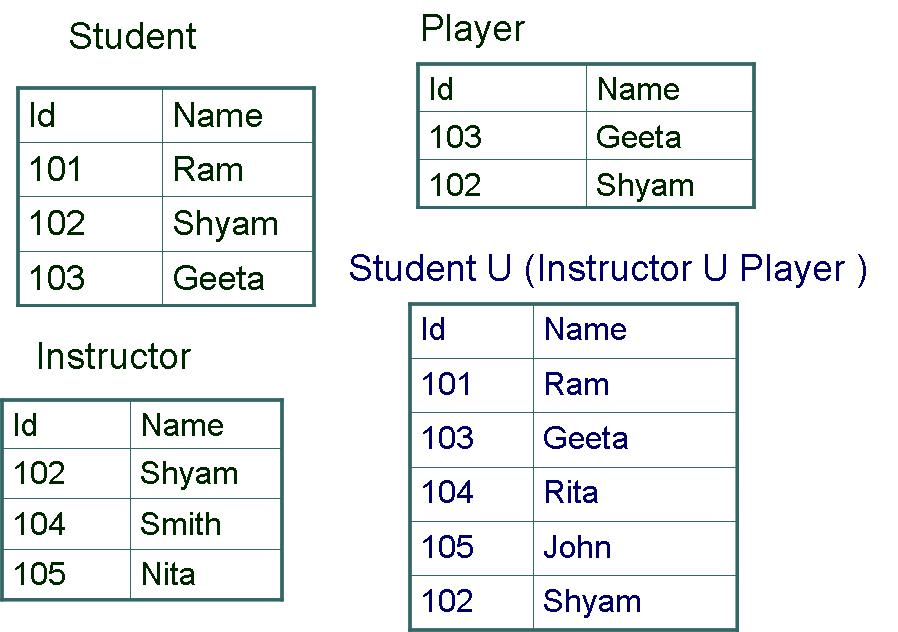 Student
Id Name
101 Ram
102 Shyam
103 Geeta
Instructor
Id Name
102 Shyam
104 Smith
105 Nita
Player
Id Name
103 Geeta
102 Shyam
Student U (Instructor U Player )
Id Name
101 Ram
103 Geeta
104 Rita
105 John
102 Shyam